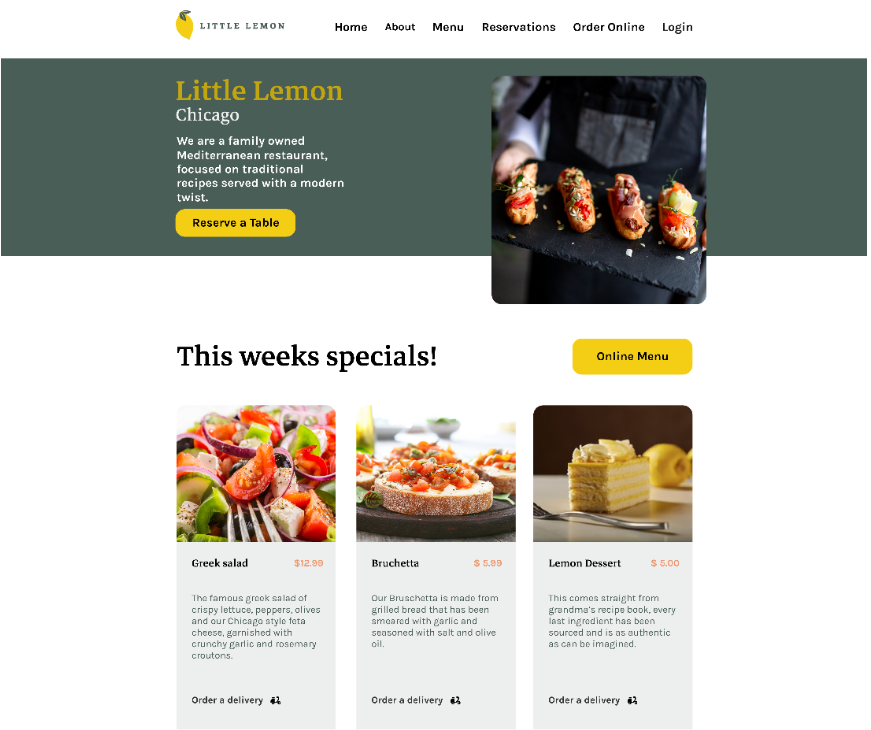 LITTLE LEMON
Home About Menu Reservations Order Online Login
Little Lemon
Chicago
We are a family owned
Mediterranean restaurant,
focused on traditional
recipes served with a modern
twist.
Reserve a Table
This weeks specials!
Online Menu
Greek salad $12.99
The famous greek salad of
crispy lettuce, peppers, olives
and our Chicago style feta
cheese, garnished with
crunchy garlic and rosemary
croutons.
Order a delivery
Bruchetta $ 5.99
Our Bruschetta is made from
grilled bread that has been
smeared with garlic and
seasoned with salt and olive
oil.
Order a delivery
Lemon Dessert $ 5.00
This comes straight from
grandma's recipe book, every
last ingredient has been
sourced and is as authentic
as can be imagined.
Order a delivery